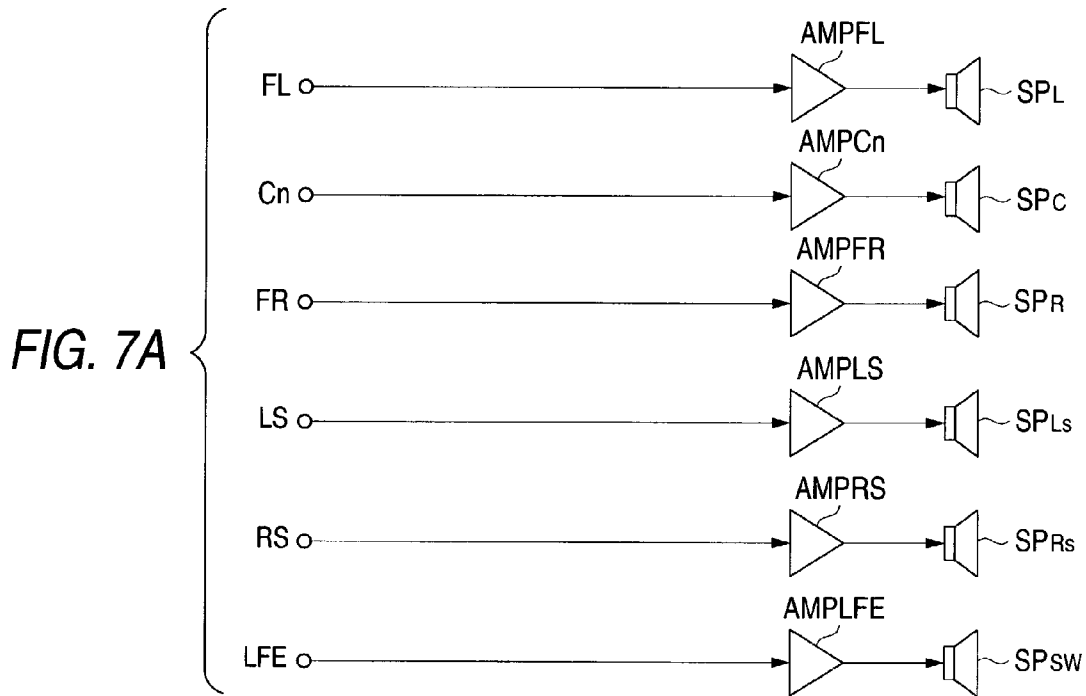 AMPFL
FL
SPL
AMPCn
Cn
SPC
AMPFR
FR
SPR
FIG. 7A
AMPLS
LS
SPLS
AMPRS
RS
SPRS
AMPLFE
LFE
SPSW